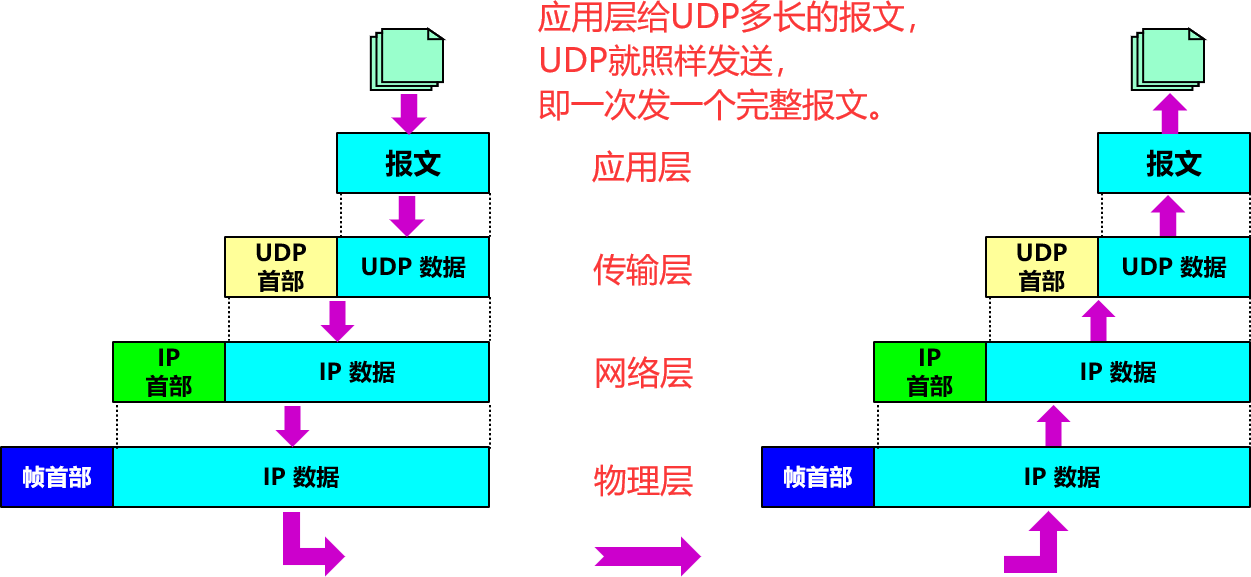 应用层给UDP多长的报文，
UDP就照样发送，
即一次发一个完整报文。
报文
应用层
报文
UDP
首部
UDP 数据
传输层
UDP
首部
UDP 数据
IP
首部
IP 数据
网络层
IP
首部
IP 数据
帧首部
IP 数据
物理层
帧首部
IP 数据